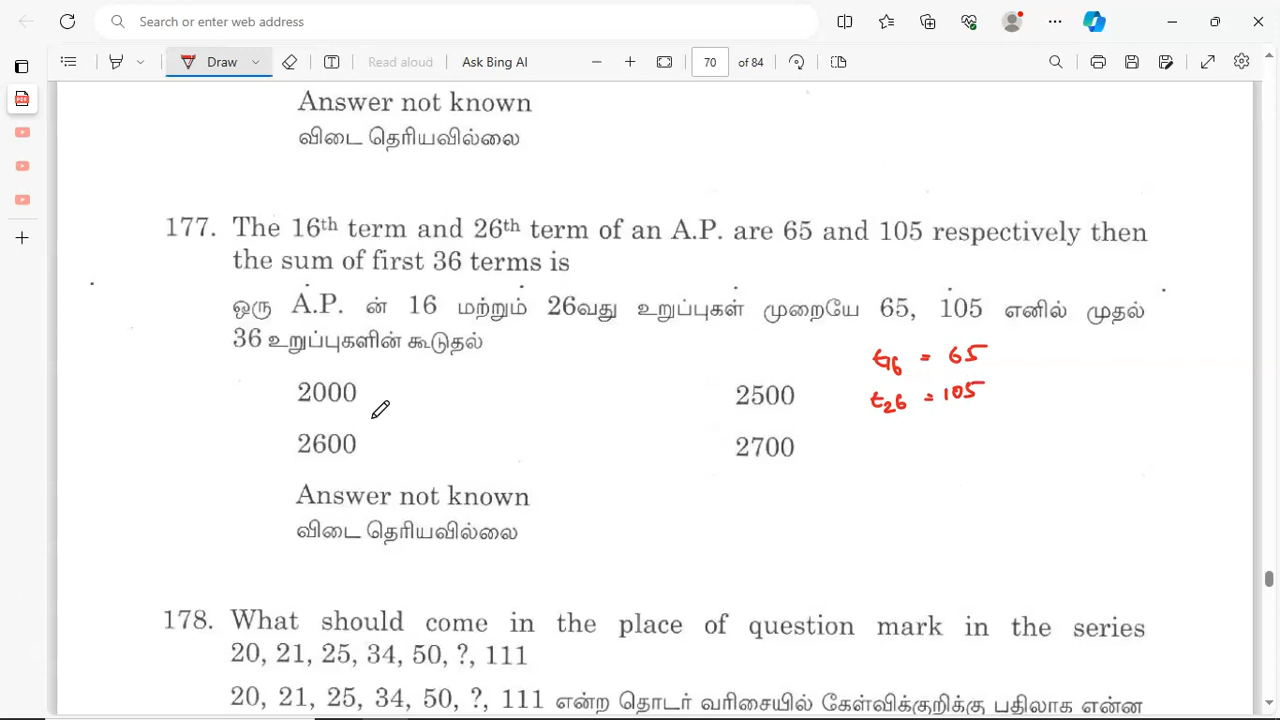 Search or enter web address
Draw
Read aloud
Ask Bing AI
70 of 84
Answer not known
விடை தெரியவில்லை
177. The 16th term and 26th term of an A.P. are 65 and 105 respectively then
the sum of first 36 terms is
ஒரு A.P. ன் 16 மற்றும் 26வது உறுப்புகள் முறையே 65, 105 எனில் முதல்
36 உறுப்புகளின் கூடுதல்
t16 = 65
t26 = 105
2000 2500
2600 2700
Answer not known
விடை தெரியவில்லை
178. What should come in the place of question mark in the series
20, 21, 25, 34, 50, ?, 111
20, 21, 25, 34, 50, ?, 111 என்ற தொடர் வரிசையில் கேள்விக்குறிக்கு பதிலாக என்ன